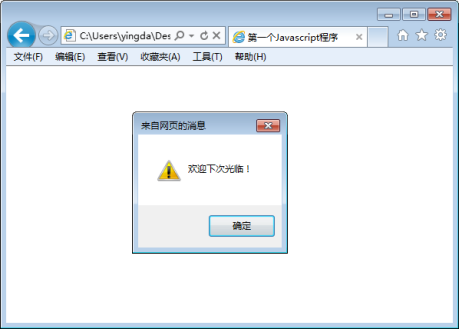 C:\Users\yingda\Des
第一个Javascript程序
文件(F) 编辑(E) 查看(V) 收藏夹(A) 工具(T) 帮助(H)
来自网页的消息
欢迎下次光临！
确定